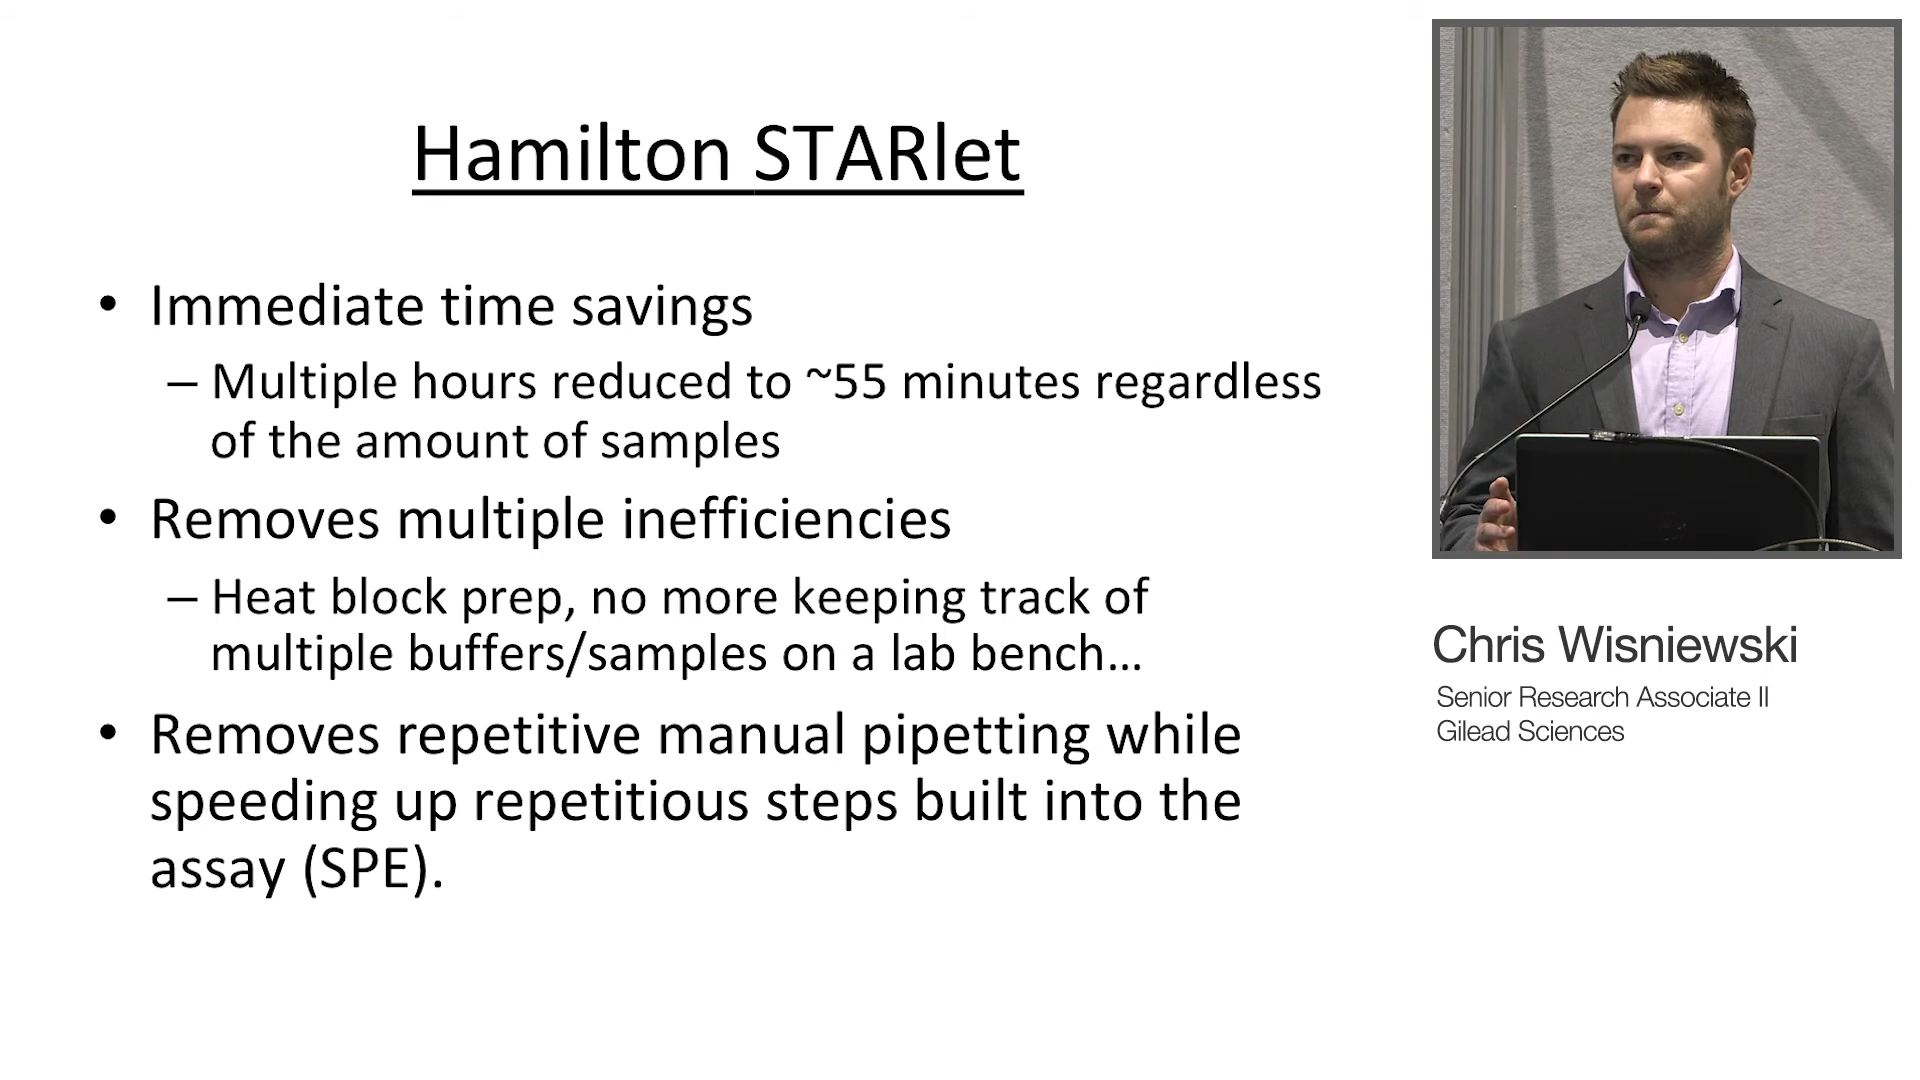 Hamilton STARlet
• Immediate time savings
– Multiple hours reduced to ~55 minutes regardless
of the amount of samples
• Removes multiple inefficiencies
– Heat block prep, no more keeping track of
multiple buffers/samples on a lab bench…
• Removes repetitive manual pipetting while
speeding up repetitious steps built into the
assay (SPE).
Chris Wisniewski
Senior Research Associate II
Gilead Sciences